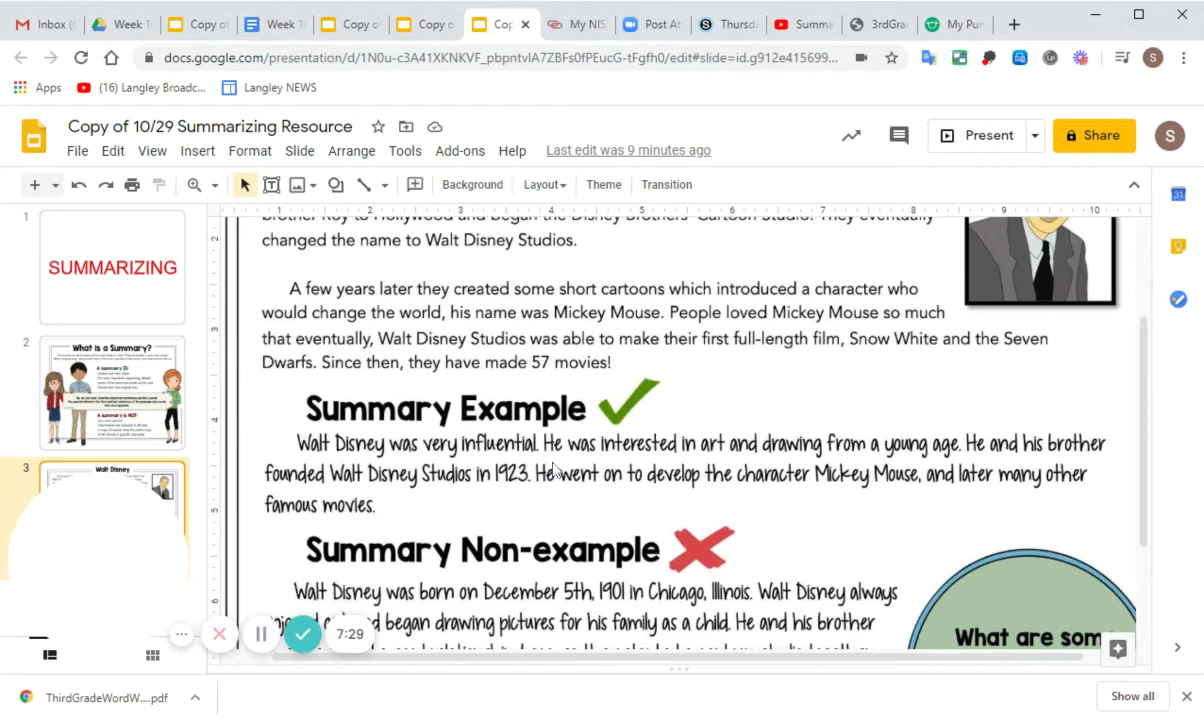 Inbox (
Week 1
Copy of
Week 1
Copy of
Copy o
Cop
My NIS
Post At
Thursd
Summa
3rdGra
My Pur
docs.google.com/presentation/d/1N0u-c3A41XKNKVF_pbpntvlA7ZBFs0fPEucG-tFgfh0/edit#slide=id.g912e415699...
Apps
(16) Langley Broadc...
Langley NEWS
Copy of 10/29 Summarizing Resource
File Edit View Insert Format Slide Arrange Tools Add-ons Help Last edit was 9 minutes ago
Present
Share
S
Background Layout Theme Transition
1
SUMMARIZING
2
What is a Summary?
A summary IS:
A summary is NOT:
3
Walt Disney
changed the name to Walt Disney Studios.
A few years later they created some short cartoons which introduced a character who
would change the world, his name was Mickey Mouse. People loved Mickey Mouse so much
that eventually, Walt Disney Studios was able to make their first full-length film, Snow White and the Seven
Dwarfs. Since then, they have made 57 movies!
Summary Example
Walt Disney was very influential. He was interested in art and drawing from a young age. He and his brother
founded Walt Disney Studios in 1923. He went on to develop the character Mickey Mouse, and later many other
famous movies.
Summary Non-example
Walt Disney was born on December 5th, 1901 in Chicago, Illinois. Walt Disney always
began drawing pictures for his family as a child. He and his brother
What are som
7:29
ThirdGradeWordW....pdf
Show all